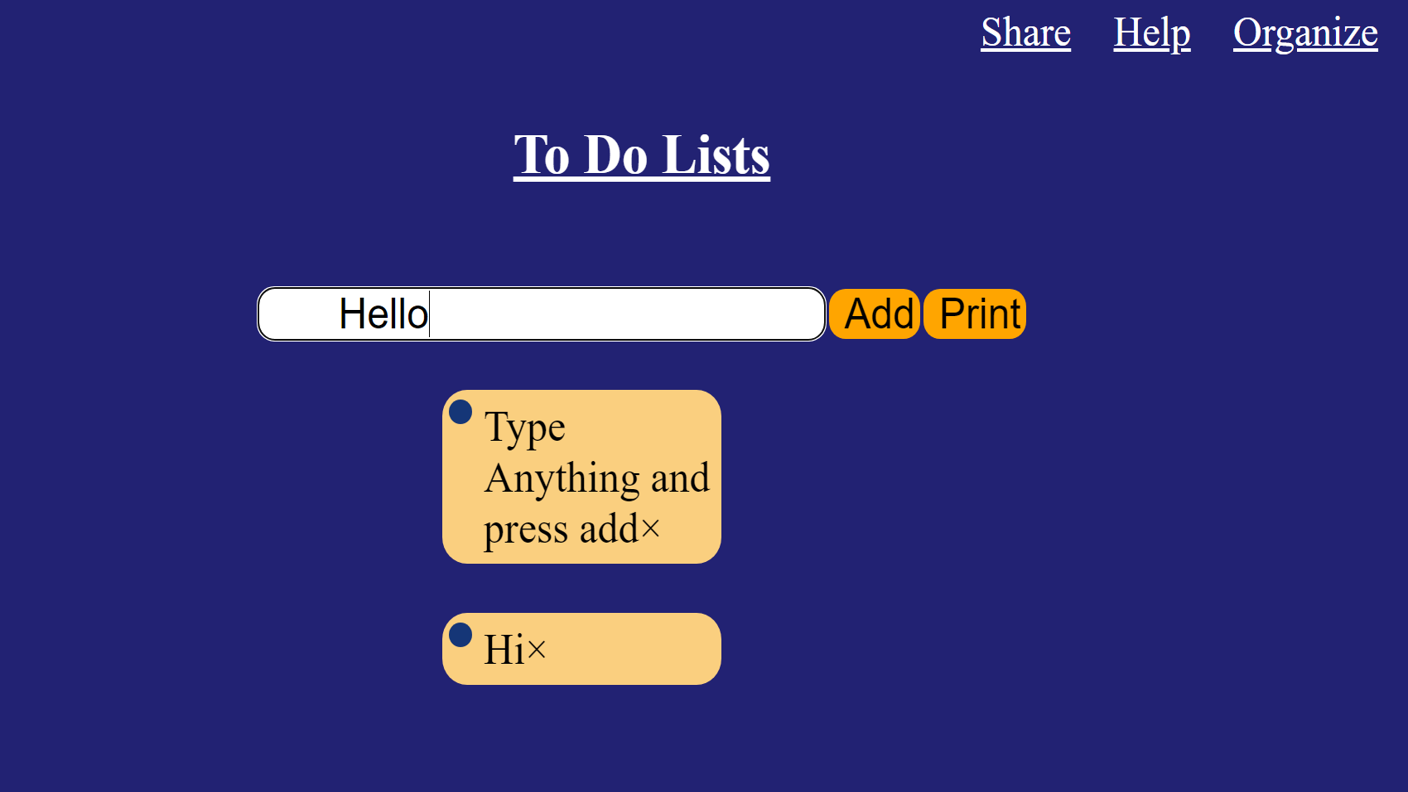 Share Help Organize
To Do Lists
Hello Add Print
Type
Anything and
press add×
Hi×